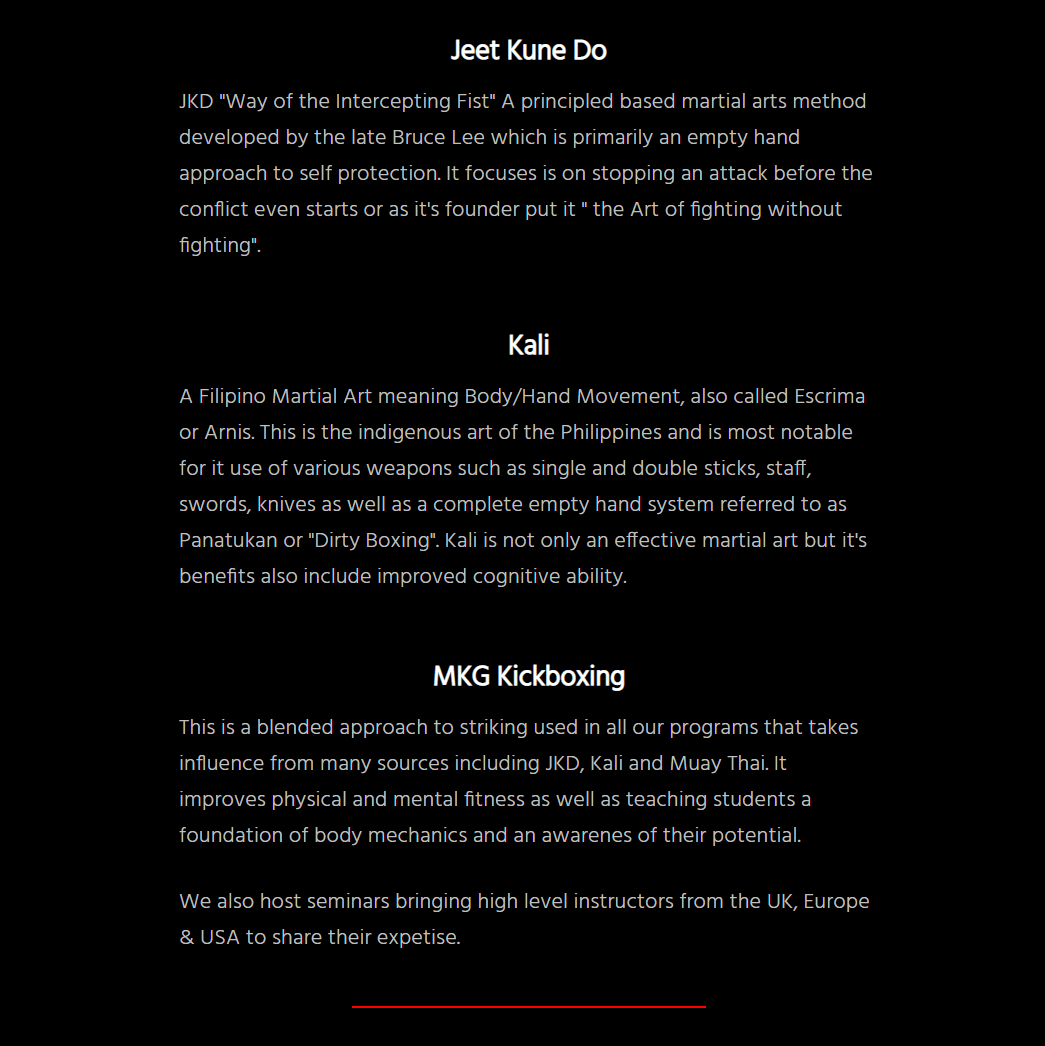 Jeet Kune Do
JKD "Way of the Intercepting Fist" A principled based martial arts method
developed by the late Bruce Lee which is primarily an empty hand
approach to self protection. It focuses is on stopping an attack before the
conflict even starts or as it's founder put it " the Art of fighting without
fighting".
Kali
A Filipino Martial Art meaning Body/Hand Movement, also called Escrima
or Arnis. This is the indigenous art of the Philippines and is most notable
for it use of various weapons such as single and double sticks, staff,
swords, knives as well as a complete empty hand system referred to as
Panatukan or "Dirty Boxing". Kali is not only an effective martial art but it's
benefits also include improved cognitive ability.
MKG Kickboxing
This is a blended approach to striking used in all our programs that takes
influence from many sources including JKD, Kali and Muay Thai. It
improves physical and mental fitness as well as teaching students a
foundation of body mechanics and an awarenes of their potential.
We also host seminars bringing high level instructors from the UK, Europe
& USA to share their expetise.